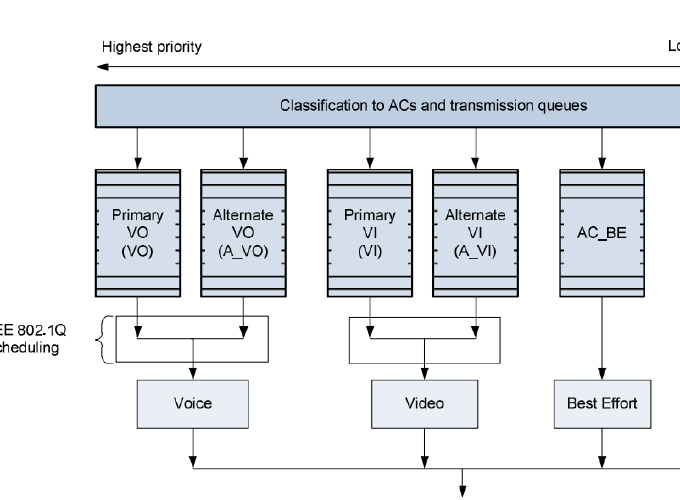 Highest priority
Lo
Classification to ACs and transmission queues
Primary
VO
(VO)
Alternate
VO
(A_VO)
Primary
VI
(VI)
Alternate
VI
(A_VI)
AC_BE
EE 802.1Q
cheduling
Voice
Video
Best Effort